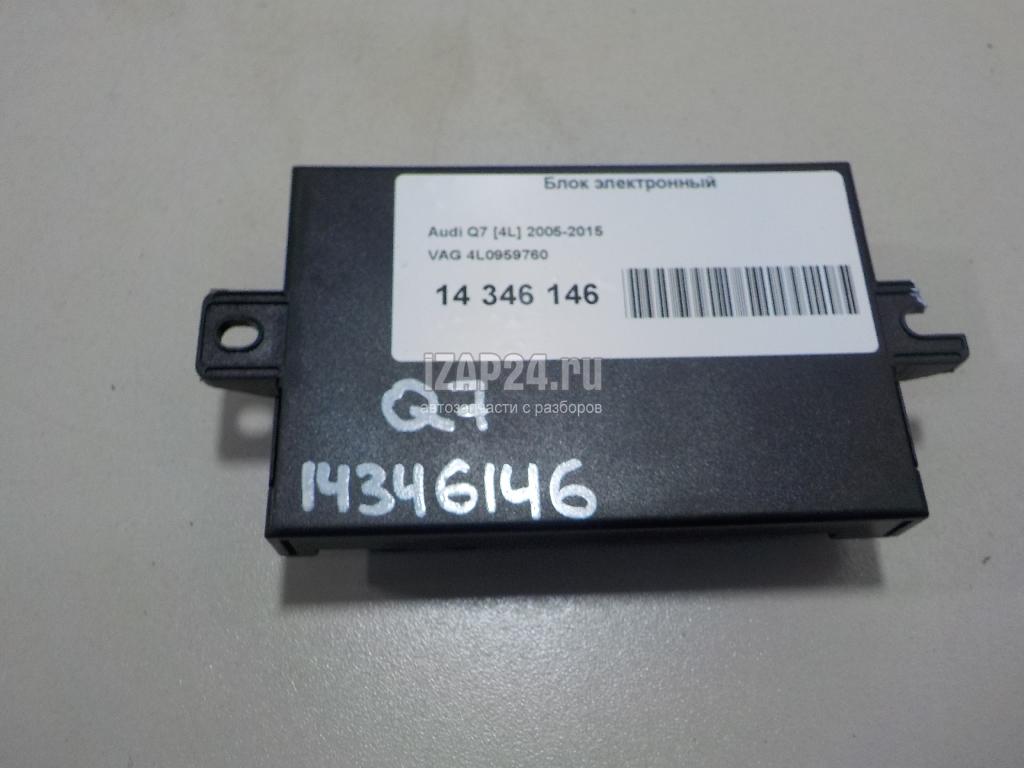 Блок электронный
Audi Q7 [4L] 2005-2015
VAG 4L0959760
14 346 146
iZAP24.ru
автозапчасти с разборов
Q7
14346146